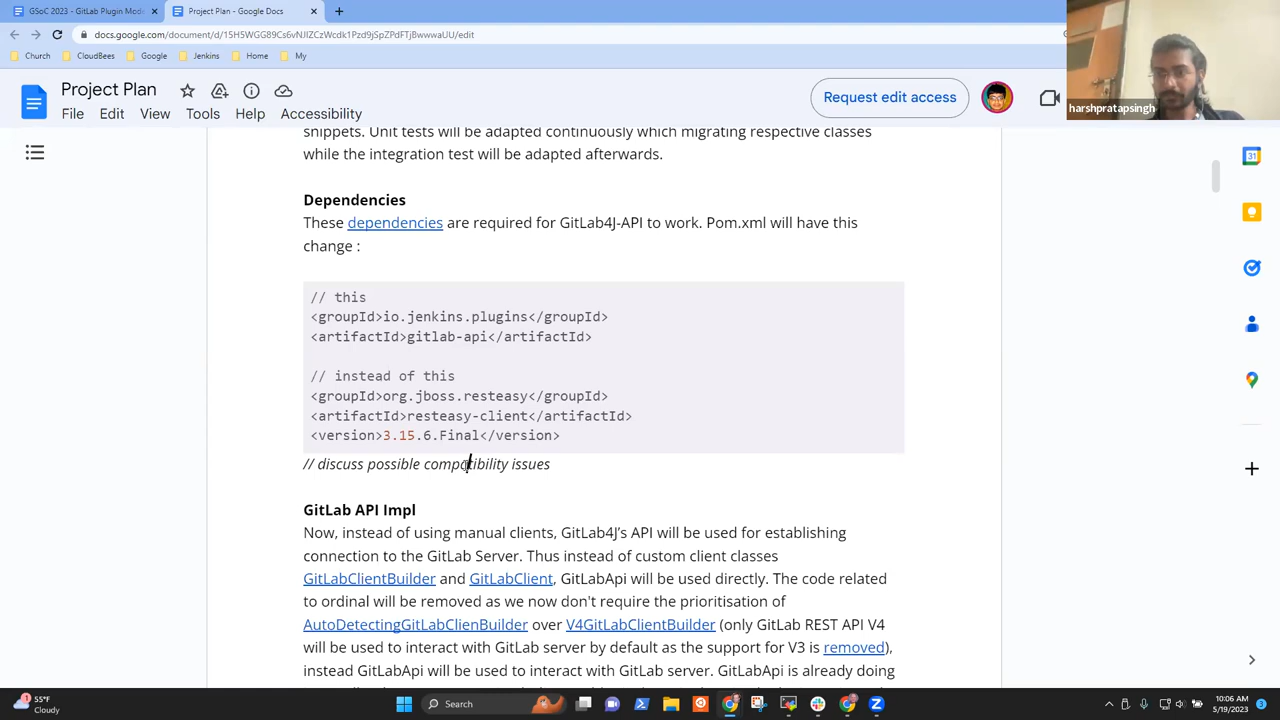 GSoC 2023 - GitLab Plugin Mode
Project Plan - Google Docs
docs.google.com/document/d/15H5WGG89Cs6vNJIZCzWcdk1Pzd9jSpZPdFTjBwwwaUU/edit
Church
CloudBees
Google
Jenkins
Home
My
Project Plan
File Edit View Tools Help Accessibility
Request edit access
harshpratapsingh
snippets. Unit tests will be adapted continuously which migrating respective classes
while the integration test will be adapted afterwards.
Dependencies
These dependencies are required for GitLab4J-API to work. Pom.xml will have this
change :
// this
<groupId>io.jenkins.plugins</groupId>
<artifactId>gitlab-api</artifactId>
// instead of this
<groupId>org.jboss.resteasy</groupId>
<artifactId>resteasy-client</artifactId>
<version>3.15.6.Final</version>
// discuss possible compatibility issues
GitLab API Impl
Now, instead of using manual clients, GitLab4J's API will be used for establishing
connection to the GitLab Server. Thus instead of custom client classes
GitLabClientBuilder and GitLabClient, GitLabApi will be used directly. The code related
to ordinal will be removed as we now don't require the prioritisation of
AutoDetectingGitLabClienBuilder over V4GitLabClientBuilder (only GitLab REST API V4
will be used to interact with GitLab server by default as the support for V3 is removed),
instead GitLabApi will be used to interact with GitLab server. GitLabApi is already doing
31
55°F
Cloudy
Search
10:06 AM
5/19/2023
3